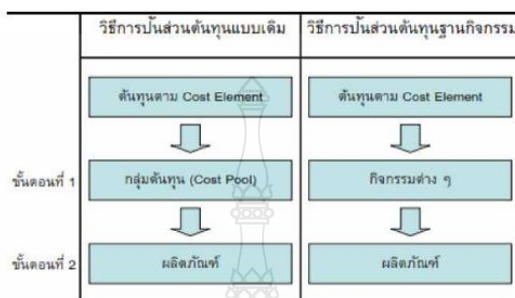 วิธีการปันส่วนต้นทุนแบบเดิม วิธีการปันส่วนต้นทุนฐานกิจกรรม
ต้นทุนตาม Cost Element ต้นทุนตาม Cost Element
ขั้นตอนที่ 1 กลุ่มต้นทุน (Cost Pool) กิจกรรมต่าง ๆ
ขั้นตอนที่ 2 ผลิตภัณฑ์ ผลิตภัณฑ์